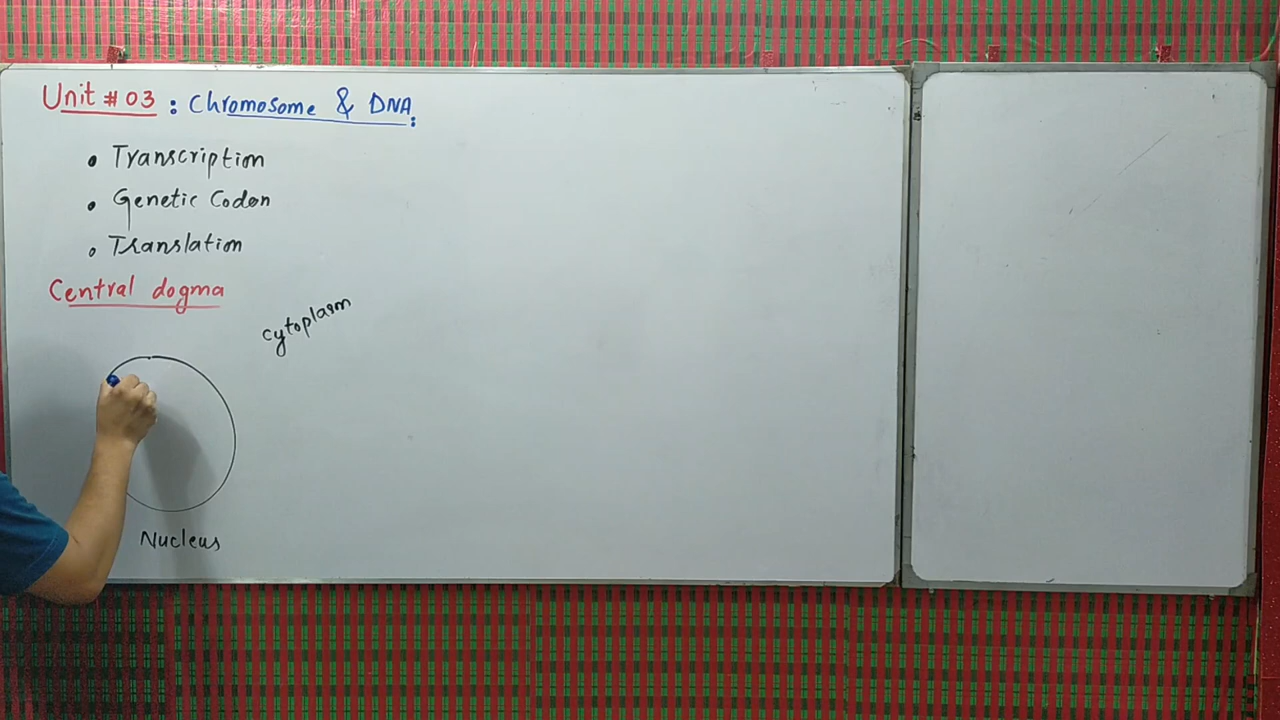 Unit # 03 : Chromosome & DNA:
• Transcription
• Genetic Codon
• Translation
Central dogma
cytoplasm
Nucleus